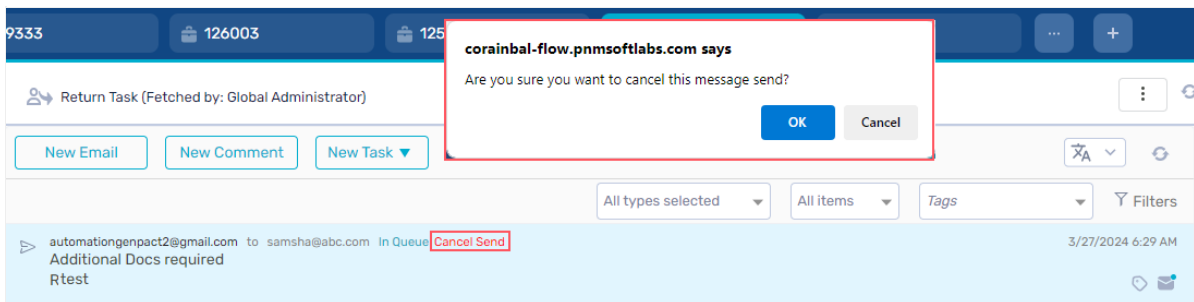 9333
126003
125
corainbal-flow.pnmsoftlabs.com says
Are you sure you want to cancel this message send?
OK
Cancel
Return Task (Fetched by: Global Administrator)
New Email
New Comment
New Task
All types selected
All items
Tags
Filters
automationgenpact2@gmail.com to samsha@abc.com In Queue Cancel Send
3/27/2024 6:29 AM
Additional Docs required
Rtest